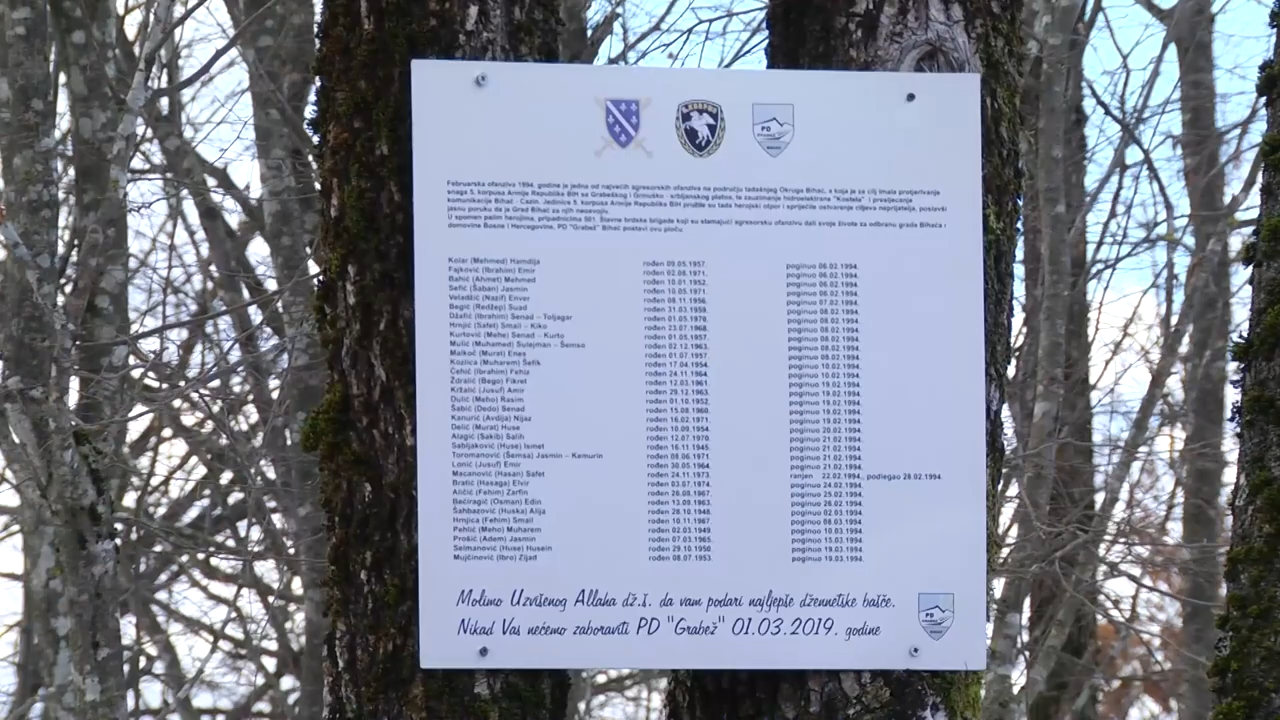 5. KORPUS
PD
GRABEŽ
BIHAĆ
Februarska ofanziva 1994. godine je jedna od najvećih agresorskih ofanziva na području tadašnjeg Okruga Bihać, a koja je za cilj imala protjerivanje
snaga 5. korpusa Armije Republike BiH sa Grabeškog i Grmuško - srbljanskog platoa, te zauzimanje hidroelektrane "Kostela" i presijecanje
komunikacije Bihać - Cazin. Jedinice 5. korpusa Armije Republike BiH pružile su tada herojski otpor i spriječile ostvarenje ciljeva neprijatelja, postavši
jasnu poruku da je Grad Bihać za njih neosvojiv.
U spomen palim herojima, pripadnicima 501. Slavne brdske brigade koji su slamajući agresorsku ofanzivu dali svoje živote za odbranu grada Bihaća i
domovine Bosne i Hercegovine, PD "Grabež" Bihać postavi ovu ploču.
Kolar (Mehmed) Hamdija rođen 09.05.1957. poginuo 06.02.1994.
Fajković (Ibrahim) Emir rođen 02.08.1971. poginuo 06.02.1994.
Bahić (Ahmet) Mehmed rođen 10.01.1952. poginuo 06.02.1994.
Sefić (Šaban) Jasmin rođen 10.05.1971. poginuo 06.02.1994.
Veladžić (Nazif) Enver rođen 08.11.1956. poginuo 07.02.1994.
Begić (Redžep) Suad rođen 31.03.1959. poginuo 08.02.1994.
Džafić (Ibrahim) Senad – Toljagar rođen 01.05.1970. poginuo 08.02.1994.
Hrnjić (Safet) Smail – Kiko rođen 23.07.1968. poginuo 08.02.1994.
Kurtović (Mehe) Senad – Kurto rođen 01.05.1957. poginuo 08.02.1994.
Mulić (Muhamed) Sulejman – Šemso rođen 02.12.1963. poginuo 08.02.1994.
Malkoč (Murat) Enes rođen 01.07.1957. poginuo 08.02.1994.
Kozlica (Muharem) Šefik rođen 17.04.1954. poginuo 10.02.1994.
Čehić (Ibrahim) Fehiz rođen 24.11.1964. poginuo 10.02.1994.
Ždralić (Bego) Fikret rođen 12.03.1961. poginuo 19.02.1994.
Kržalić (Jusuf) Amir rođen 29.12.1963. poginuo 19.02.1994.
Dulić (Meho) Rasim rođen 01.10.1952. poginuo 19.02.1994.
Šabić (Dedo) Senad rođen 15.08.1960. poginuo 19.02.1994.
Kanurić (Avdija) Nijaz rođen 16.02.1971. poginuo 19.02.1994.
Delić (Murat) Huse rođen 10.09.1954. poginuo 20.02.1994.
Alagić (Sakib) Salih rođen 12.07.1970. poginuo 21.02.1994.
Sabljaković (Huse) Ismet rođen 16.11.1945. poginuo 21.02.1994.
Toromanović (Šemsa) Jasmin – Kamurin rođen 08.06.1971. poginuo 21.02.1994.
Lonić (Jusuf) Emir rođen 30.05.1964. poginuo 21.02.1994.
Macanović (Hasan) Safet rođen 24.11.1973. ranjen 22.02.1994., podlegao 28.02.1994.
Bratić (Hasaga) Elvir rođen 03.07.1974. poginuo 24.02.1994.
Aličić (Fehim) Zarfin rođen 26.08.1967. poginuo 25.02.1994.
Bećiragić (Osman) Edin rođen 13.09.1963. poginuo 26.02.1994.
Šahbazović (Huska) Alija rođen 28.10.1948. poginuo 02.03.1994.
Hrnjica (Fehim) Smail rođen 10.11.1967 poginuo 08.03.1994.
Pehlić (Meho) Muharem rođen 02.03.1949. poginuo 10.03.1994.
Prošić (Adem) Jasmin rođen 07.03.1965. poginuo 15.03.1994.
Selmanović (Huse) Husein rođen 29.10.1950. poginuo 19.03.1994.
Mujčinović (Ibro) Zijad rođen 08.07.1953. poginuo 19.03.1994.
Molimo Uzvišenog Allaha dž.š. da vam podari najljepše dženetske bašče.
Nikad Vas nećemo zaboraviti PD "Grabež" 01.03.2019. godine
PD
GRABEŽ
BIHAĆ